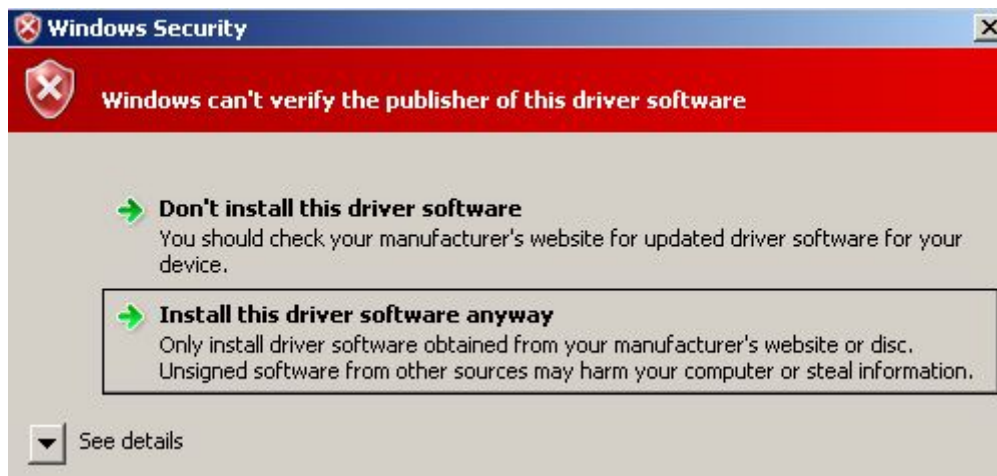 Windows Security
Windows can't verify the publisher of this driver software
Don't install this driver software
You should check your manufacturer's website for updated driver software for your
device.
Install this driver software anyway
Only install driver software obtained from your manufacturer's website or disc.
Unsigned software from other sources may harm your computer or steal information.
See details